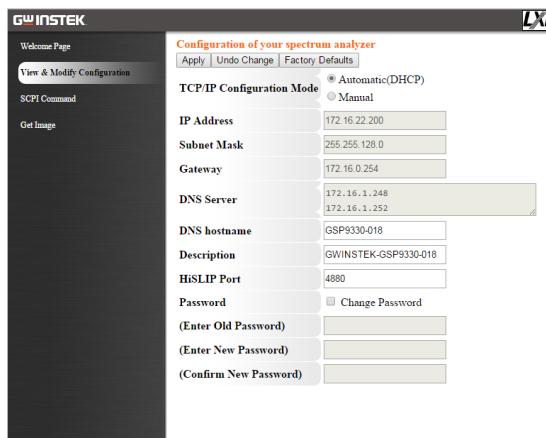 GWINSTEK
Welcome Page
View & Modify Configuration
SCPI Command
Get Image
Configuration of your spectrum analyzer
Apply Undo Change Factory Defaults
TCP/IP Configuration Mode Automatic(DHCP)
Manual
IP Address 172.16.22.200
Subnet Mask 255.255.128.0
Gateway 172.16.0.254
DNS Server 172.16.1.248
172.16.1.252
DNS hostname GSP9330-018
Description GWINSTEK-GSP9330-018
HiSLIP Port 4880
Password Change Password
(Enter Old Password)
(Enter New Password)
(Confirm New Password)